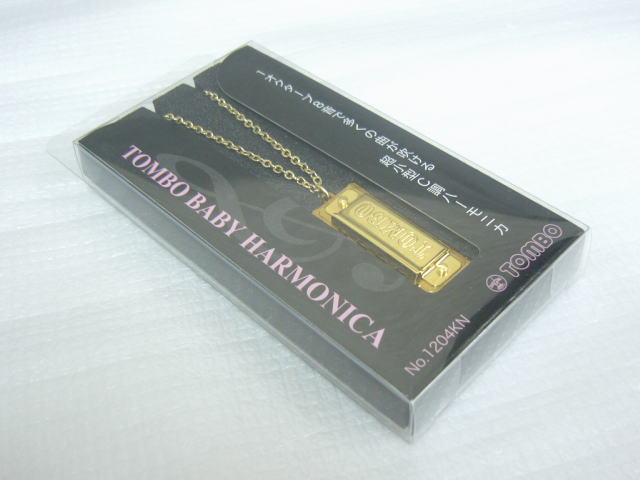 1オクターブ8音で多くの曲が吹ける
超小型C調ハーモニカ
TOMBO
TOMBO BABY HARMONICA
TOMBO
No.1204KN